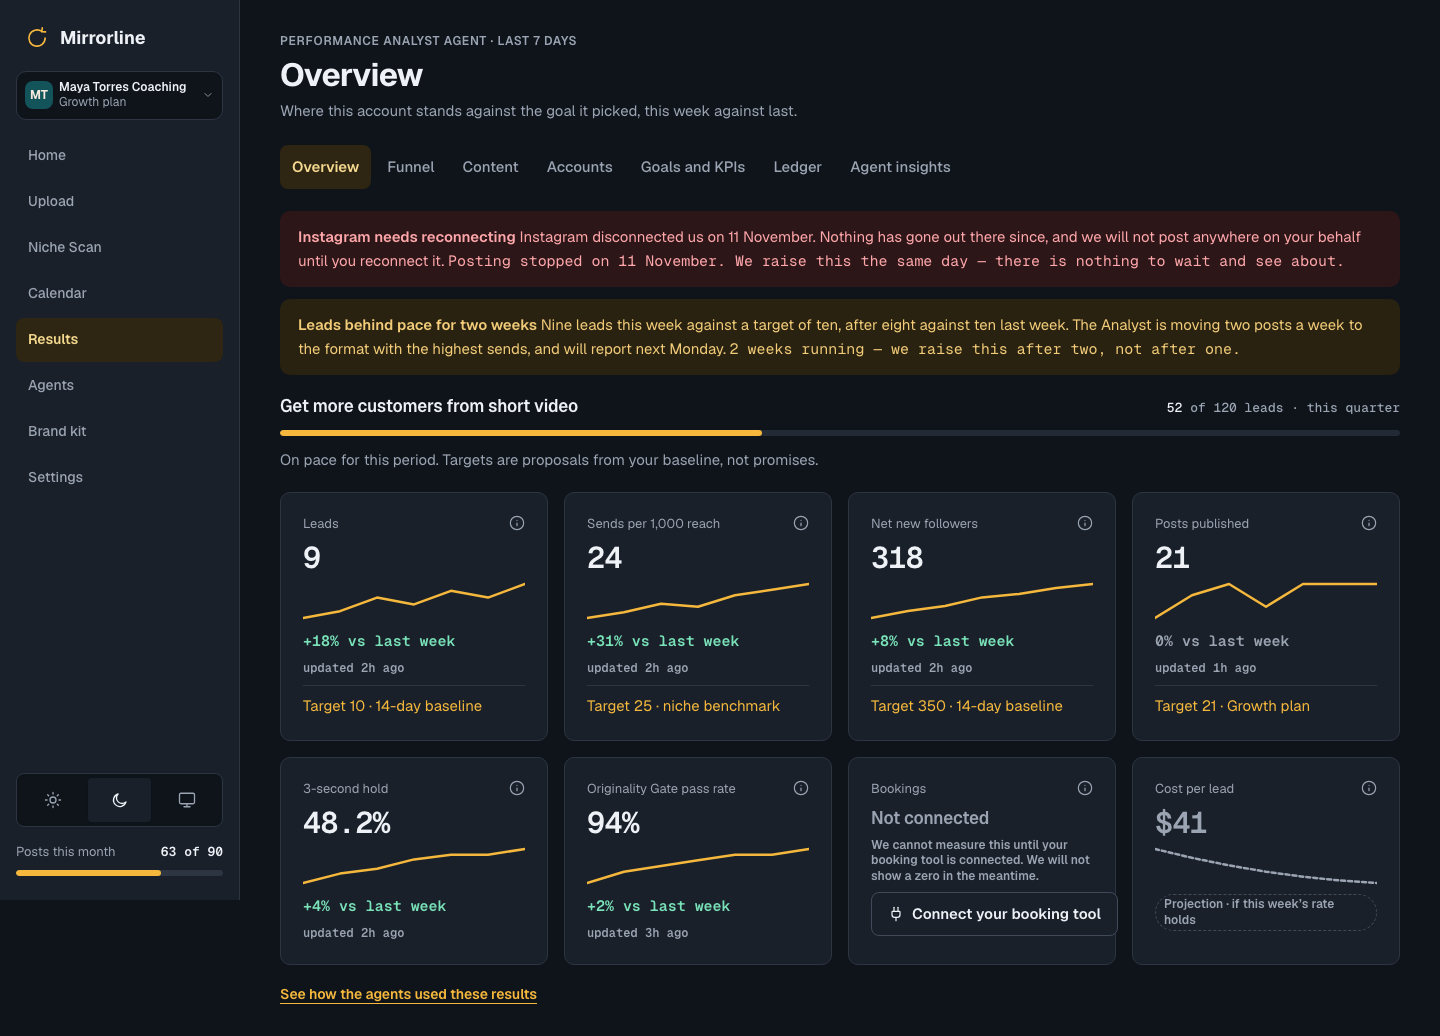 Mirrorline
MT
Maya Torres Coaching
Growth plan
Home
Upload
Niche Scan
Calendar
Results
Agents
Brand kit
Settings
Posts this month
63 of 90
PERFORMANCE ANALYST AGENT · LAST 7 DAYS
Overview
Where this account stands against the goal it picked, this week against last.
Overview
Funnel
Content
Accounts
Goals and KPIs
Ledger
Agent insights
Instagram needs reconnecting Instagram disconnected us on 11 November. Nothing has gone out there since, and we will not post anywhere on your behalf
until you reconnect it. Posting stopped on 11 November. We raise this the same day — there is nothing to wait and see about.
Leads behind pace for two weeks Nine leads this week against a target of ten, after eight against ten last week. The Analyst is moving two posts a week to
the format with the highest sends, and will report next Monday. 2 weeks running — we raise this after two, not after one.
Get more customers from short video
52 of 120 leads · this quarter
On pace for this period. Targets are proposals from your baseline, not promises.
Leads
9
+18% vs last week
updated 2h ago
Target 10 · 14-day baseline
Sends per 1,000 reach
24
+31% vs last week
updated 2h ago
Target 25 · niche benchmark
Net new followers
318
+8% vs last week
updated 2h ago
Target 350 · 14-day baseline
Posts published
21
0% vs last week
updated 1h ago
Target 21 · Growth plan
3-second hold
48.2%
+4% vs last week
updated 2h ago
Originality Gate pass rate
94%
+2% vs last week
updated 3h ago
Bookings
Not connected
We cannot measure this until your
booking tool is connected. We will not
show a zero in the meantime.
Connect your booking tool
Cost per lead
$41
Projection · if this week's rate
holds
See how the agents used these results